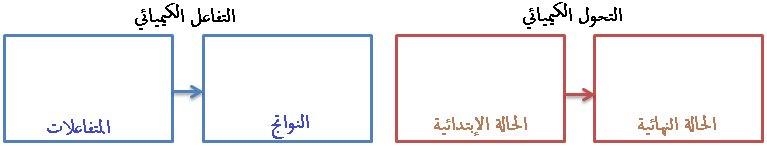 التحول الكيميائي
التفاعل الكيميائي
الحالة الإبتدائية
الحالة النهائية
المتفاعلات
النواتج